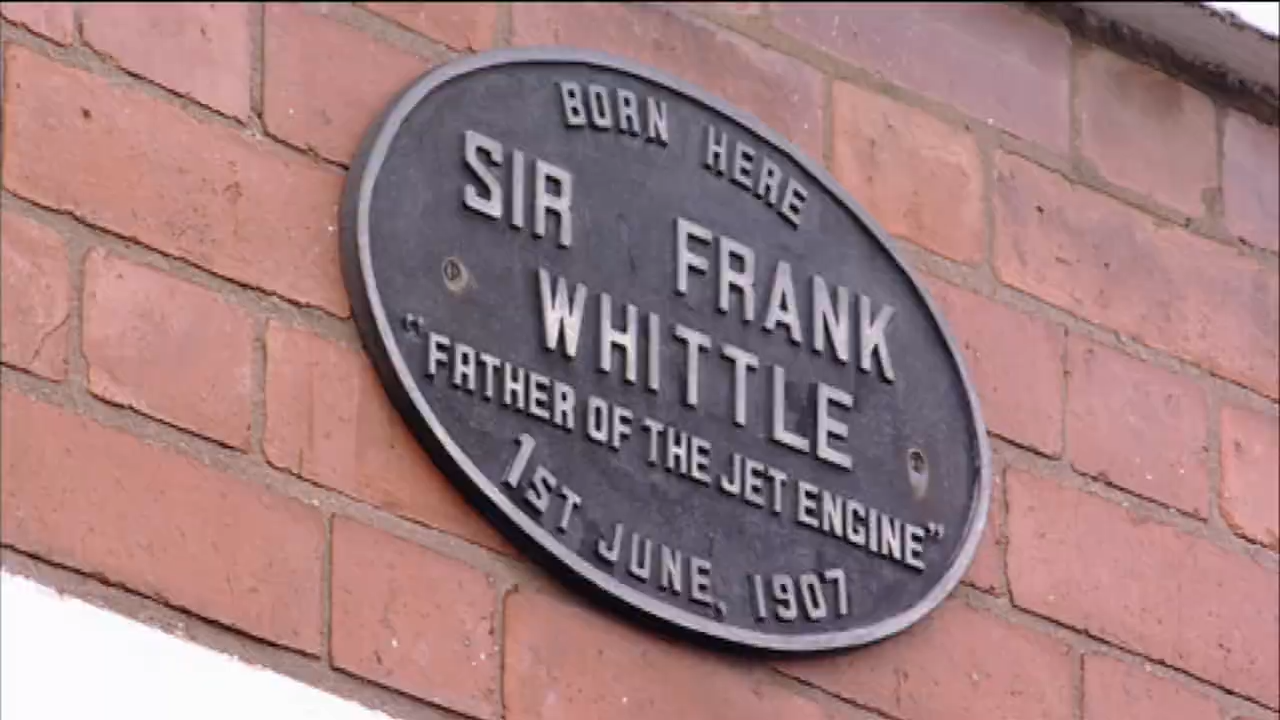 BORN HERE
SIR FRANK
WHITTLE
"FATHER OF THE JET ENGINE"
1ST JUNE, 1907